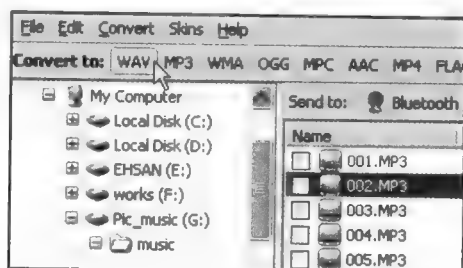 File Edit Convert Skins Help
Convert to: WAV MP3 WMA OGG MPC AAC MP4 FLA
My Computer
Local Disk (C:)
Local Disk (D:)
EHSAN (E:)
works (F:)
Pic_music (G:)
music
Send to: Bluetooth
Name
001.MP3
002.MP3
003.MP3
004.MP3
005.MP3